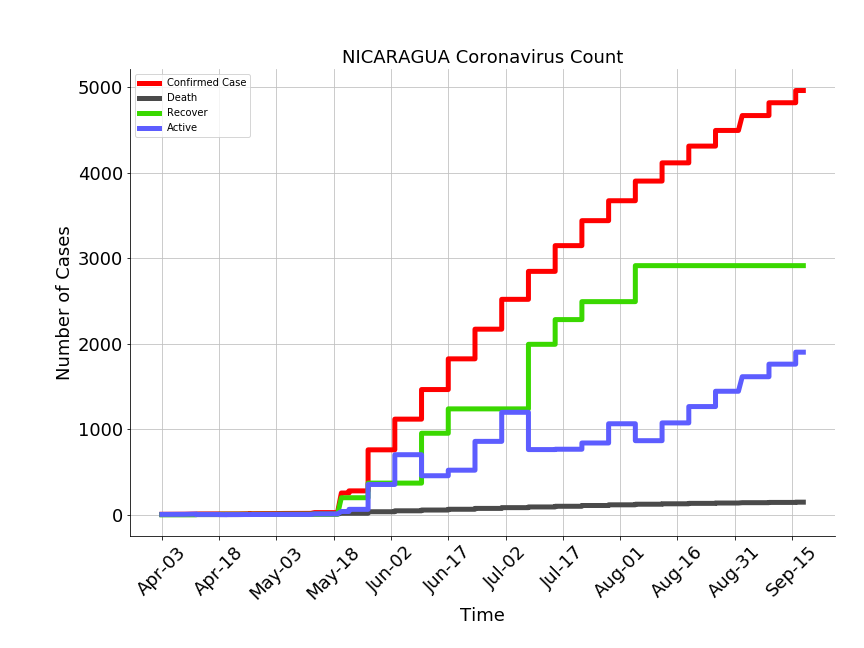 NICARAGUA Coronavirus Count
Confirmed Case
Death
Recover
Active
5000
4000
3000
2000
1000
0
Number of Cases
Apr-03
Apr-18
May-03
May-18
Jun-02
Jun-17
Jul-02
Jul-17
Aug-01
Aug-16
Aug-31
Sep-15
Time